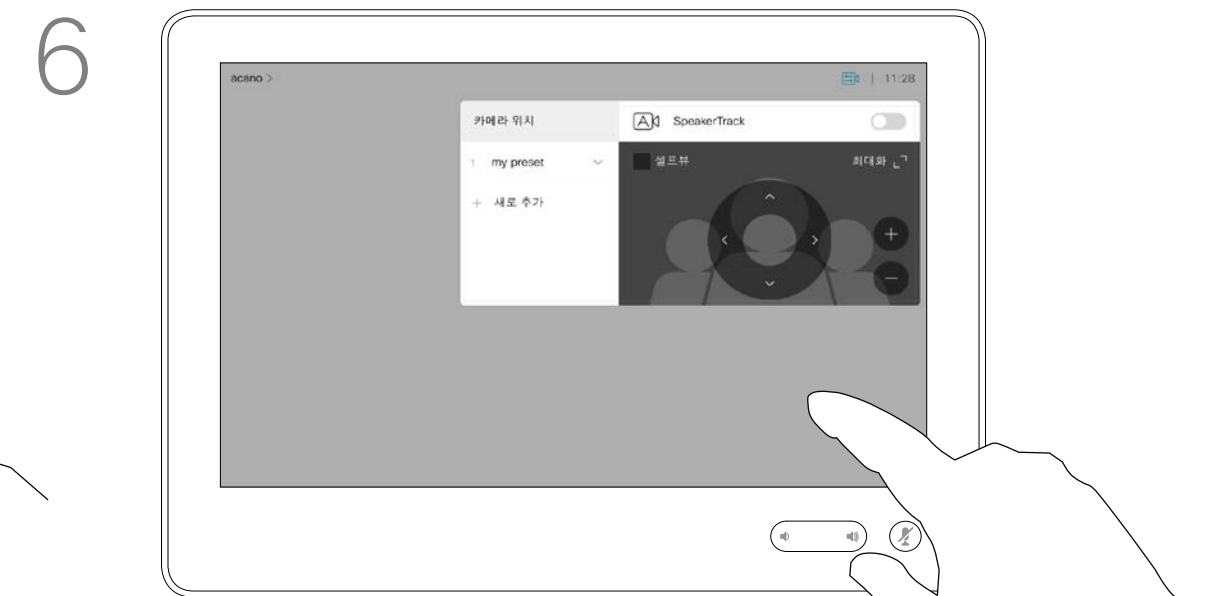 6
acano >
| 11:28
카메라 위치
SpeakerTrack
1 my preset
셀프뷰
최대화
+ 새로 추가